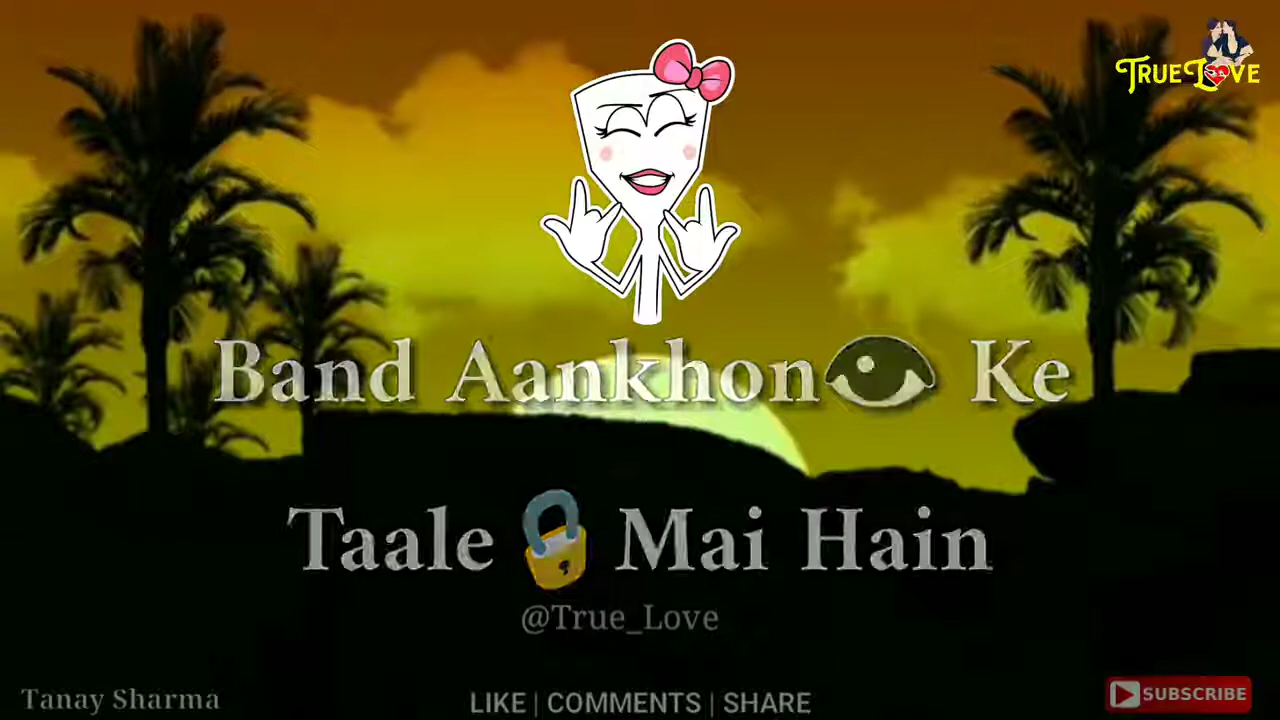 TRUE LOVE
Band Aankhon Ke
Taale Mai Hain
@True_Love
Tanay Sharma
LIKE | COMMENTS | SHARE
SUBSCRIBE